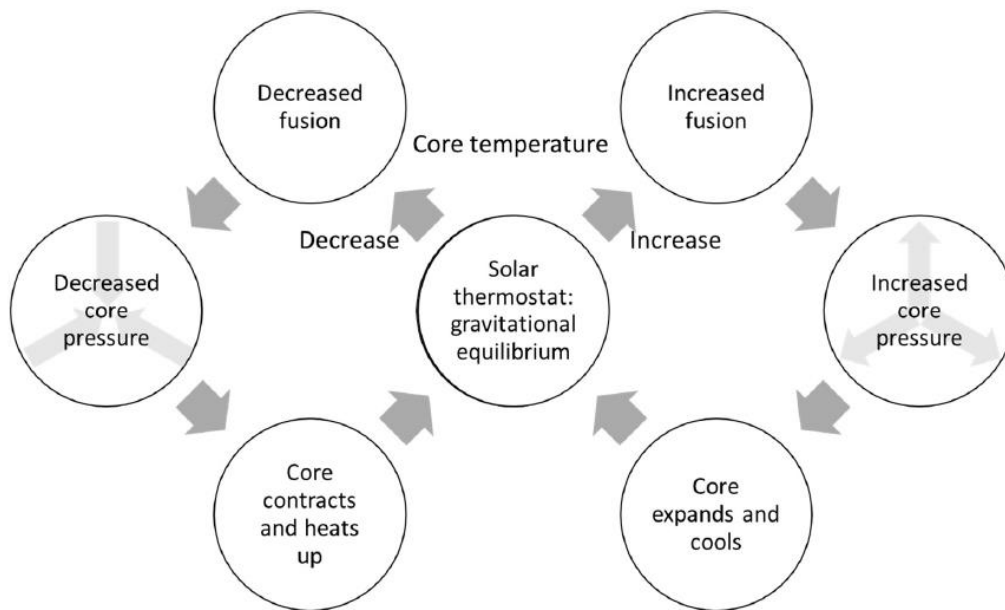 Decreased
fusion
Increased
fusion
Core temperature
Decrease
Increase
Decreased
core
pressure
Solar
thermostat:
gravitational
equilibrium
Increased
core
pressure
Core
contracts
and heats
up
Core
expands and
cools